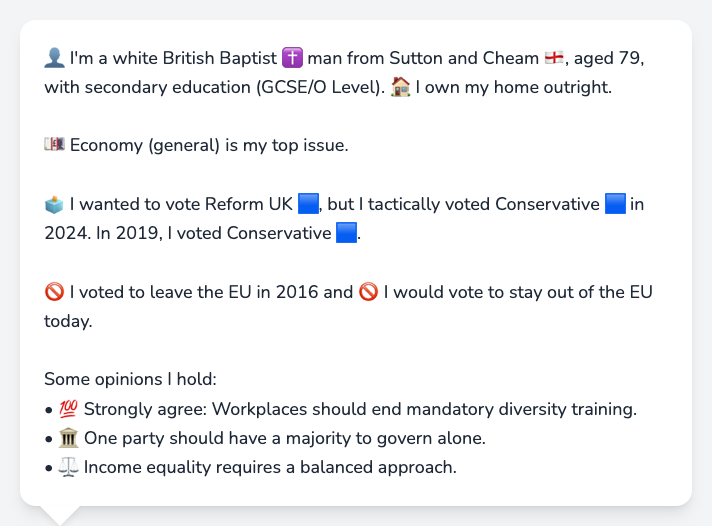 👤 I'm a white British Baptist ✝️ man from Sutton and Cheam 🏴󠁧󠁢󠁥󠁮󠁧󠁿, aged 79,
with secondary education (GCSE/O Level). 🏠 I own my home outright.
💷 Economy (general) is my top issue.
🗳️ I wanted to vote Reform UK 🟦, but I tactically voted Conservative 🟦 in
2024. In 2019, I voted Conservative 🟦.
🚫 I voted to leave the EU in 2016 and 🚫 I would vote to stay out of the EU
today.
Some opinions I hold:
• 💯 Strongly agree: Workplaces should end mandatory diversity training.
• 🏛️ One party should have a majority to govern alone.
• ⚖️ Income equality requires a balanced approach.